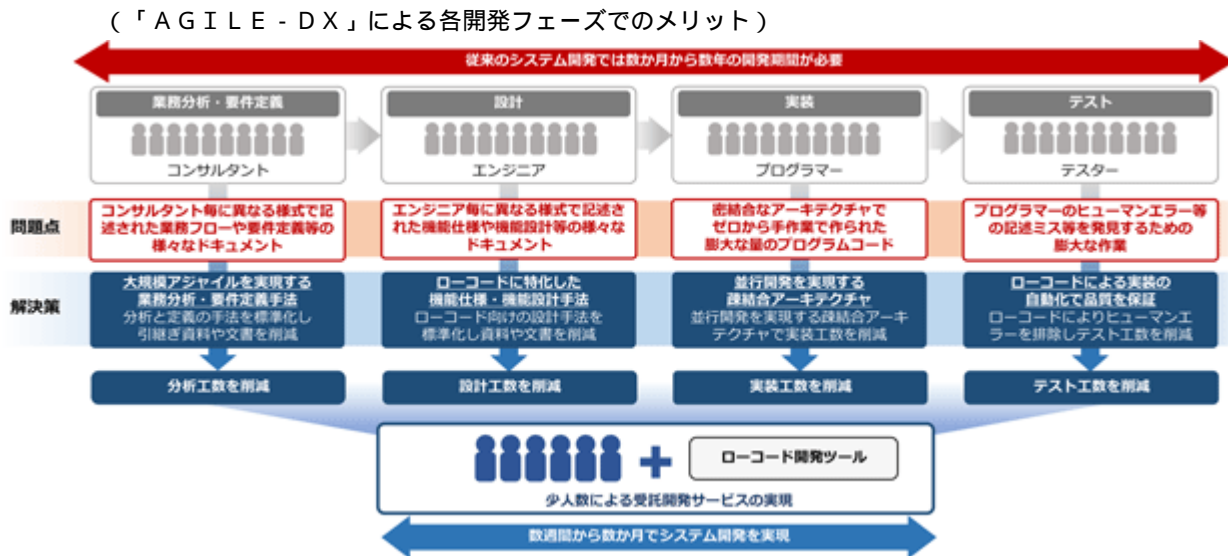 (「ＡＧＩＬＥ‐ＤＸ」による各開発フェーズでのメリット)
従来のシステム開発では数か月から数年の開発期間が必要
業務分析・要件定義
コンサルタント
設計
エンジニア
実装
プログラマー
テスト
テスター
問題点
コンサルタント毎に異なる様式で記
述された業務フローや要件定義等の
様々なドキュメント
エンジニア毎に異なる様式で記述さ
れた機能仕様や機能設計等の様々な
ドキュメント
密結合なアーキテクチャで
ゼロから手作業で作られた
膨大な量のプログラムコード
プログラマーのヒューマンエラー等
の記述ミス等を発見するための
膨大な作業
解決策
大規模アジャイルを実現する
業務分析・要件定義手法
分析と定義の手法を標準化し
引継ぎ資料や文書を削減
ローコードに特化した
機能仕様・機能設計手法
ローコード向けの設計手法を
標準化し資料や文書を削減
並行開発を実現する
疎結合アーキテクチャ
並行開発を実現する疎結合アーキ
テクチャで実装工数を削減
ローコードによる実装の
自動化で品質を保証
ローコードによりヒューマンエ
ラーを排除しテスト工数を削減
分析工数を削減
設計工数を削減
実装工数を削減
テスト工数を削減
ローコード開発ツール
少人数による受託開発サービスの実現
数週間から数か月でシステム開発を実現